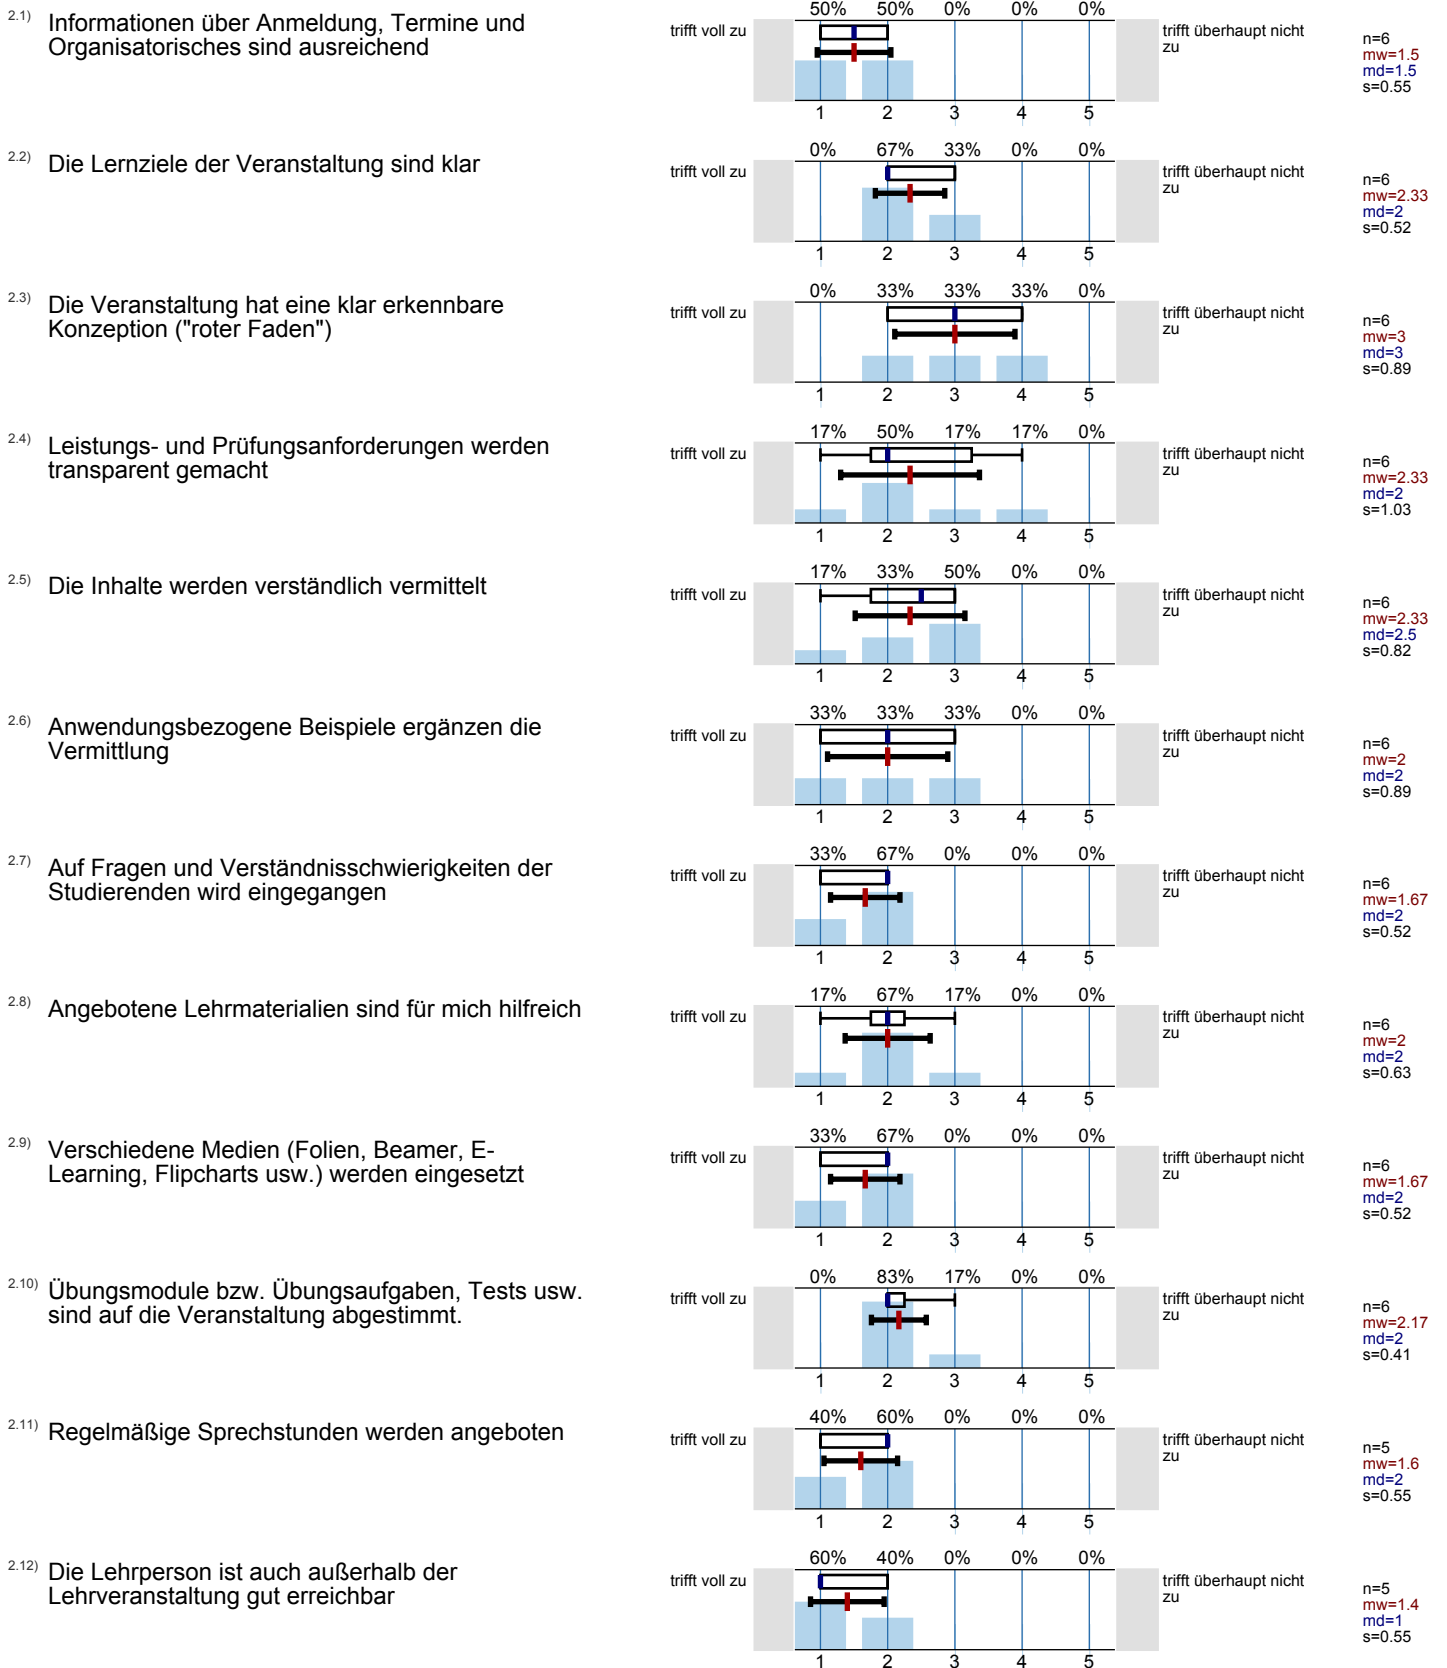 2.1) Informationen über Anmeldung, Termine und
Organisatorisches sind ausreichend
50% 50% 0% 0% 0%
trifft voll zu
trifft überhaupt nicht
zu
n=6
mw=1.5
md=1.5
s=0.55
1 2 3 4 5
2.2) Die Lernziele der Veranstaltung sind klar
0% 67% 33% 0% 0%
trifft voll zu
trifft überhaupt nicht
zu
n=6
mw=2.33
md=2
s=0.52
1 2 3 4 5
2.3) Die Veranstaltung hat eine klar erkennbare
Konzeption ("roter Faden")
0% 33% 33% 33% 0%
trifft voll zu
trifft überhaupt nicht
zu
n=6
mw=3
md=3
s=0.89
1 2 3 4 5
2.4) Leistungs- und Prüfungsanforderungen werden
transparent gemacht
17% 50% 17% 17% 0%
trifft voll zu
trifft überhaupt nicht
zu
n=6
mw=2.33
md=2
s=1.03
1 2 3 4 5
2.5) Die Inhalte werden verständlich vermittelt
17% 33% 50% 0% 0%
trifft voll zu
trifft überhaupt nicht
zu
n=6
mw=2.33
md=2.5
s=0.82
1 2 3 4 5
2.6) Anwendungsbezogene Beispiele ergänzen die
Vermittlung
33% 33% 33% 0% 0%
trifft voll zu
trifft überhaupt nicht
zu
n=6
mw=2
md=2
s=0.89
1 2 3 4 5
2.7) Auf Fragen und Verständnisschwierigkeiten der
Studierenden wird eingegangen
33% 67% 0% 0% 0%
trifft voll zu
trifft überhaupt nicht
zu
n=6
mw=1.67
md=2
s=0.52
1 2 3 4 5
2.8) Angebotene Lehrmaterialien sind für mich hilfreich
17% 67% 17% 0% 0%
trifft voll zu
trifft überhaupt nicht
zu
n=6
mw=2
md=2
s=0.63
1 2 3 4 5
2.9) Verschiedene Medien (Folien, Beamer, E-
Learning, Flipcharts usw.) werden eingesetzt
33% 67% 0% 0% 0%
trifft voll zu
trifft überhaupt nicht
zu
n=6
mw=1.67
md=2
s=0.52
1 2 3 4 5
2.10) Übungsmodule bzw. Übungsaufgaben, Tests usw.
sind auf die Veranstaltung abgestimmt.
0% 83% 17% 0% 0%
trifft voll zu
trifft überhaupt nicht
zu
n=6
mw=2.17
md=2
s=0.41
1 2 3 4 5
2.11) Regelmäßige Sprechstunden werden angeboten
40% 60% 0% 0% 0%
trifft voll zu
trifft überhaupt nicht
zu
n=5
mw=1.6
md=2
s=0.55
1 2 3 4 5
2.12) Die Lehrperson ist auch außerhalb der
Lehrveranstaltung gut erreichbar
60% 40% 0% 0% 0%
trifft voll zu
trifft überhaupt nicht
zu
n=5
mw=1.4
md=1
s=0.55
1 2 3 4 5